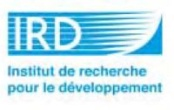 IRD
Institut de recherche
pour le développement